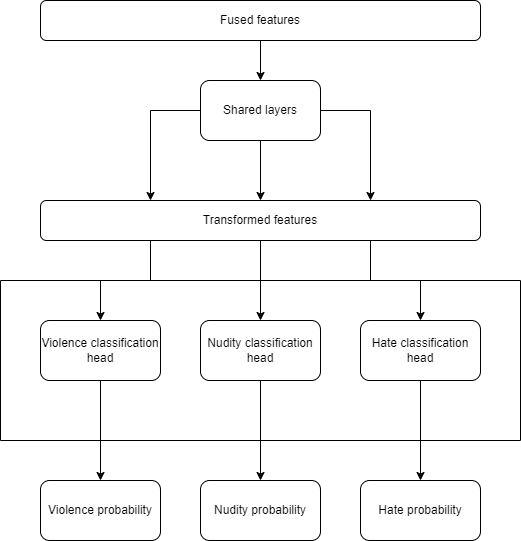 Fused features
Shared layers
Transformed features
Violence classification
head
Nudity classification
head
Hate classification
head
Violence probability
Nudity probability
Hate probability